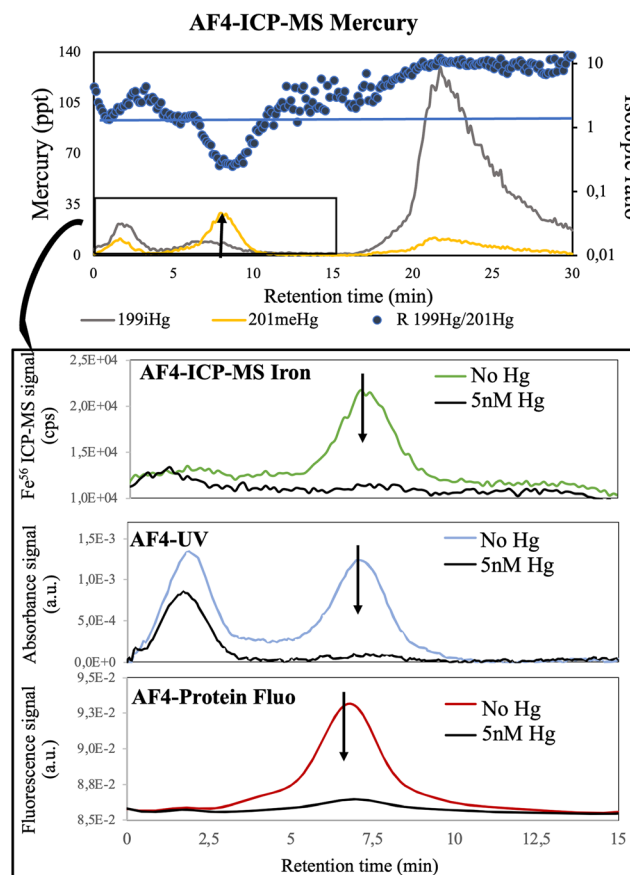 AF4-ICP-MS Mercury
Mercury (ppt)
140
105
70
35
0
10
1
0,1
0,01
Isotopic ratio
0
5
10
15
20
25
30
Retention time (min)
199iHg
201meHg
R 199Hg/201Hg
AF4-ICP-MS Iron
Fe⁵⁶ ICP-MS signal
(cps)
2,5E+04
2,0E+04
1,5E+04
1,0E+04
No Hg
5nM Hg
AF4-UV
Absorbance signal
(a.u.)
1,5E-3
1,0E-3
5,0E-4
0,0E+0
No Hg
5nM Hg
AF4-Protein Fluo
Fluorescence signal
(a.u.)
9,5E-2
9,3E-2
9,0E-2
8,8E-2
8,5E-2
No Hg
5nM Hg
0
2,5
5
7,5
10
12,5
15
Retention time (min)